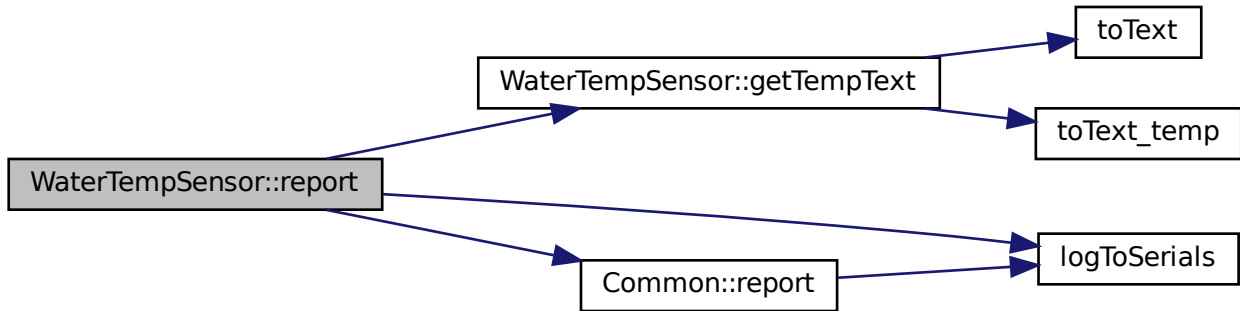 WaterTempSensor::report
WaterTempSensor::getTempText
toText
toText_temp
logToSerials
Common::report